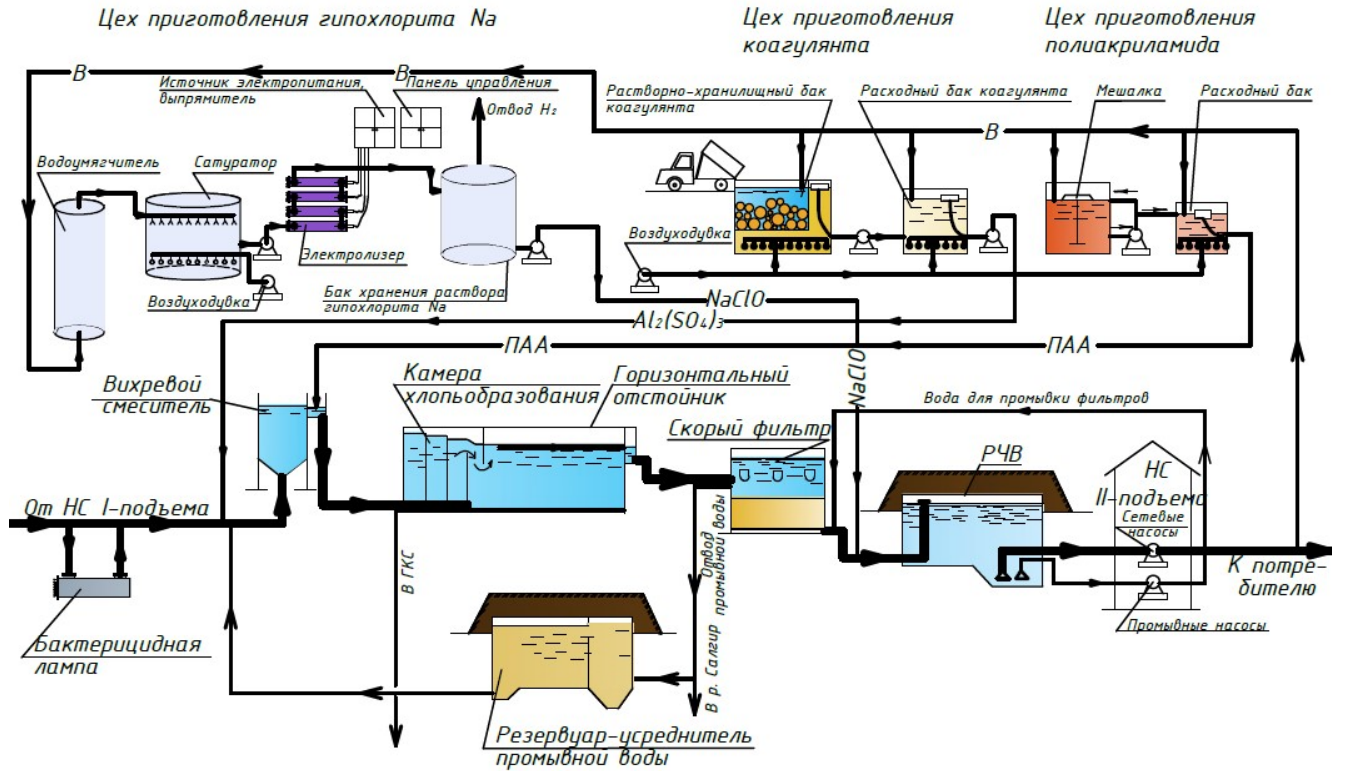 Цех приготовления гипохлорита Na
Цех приготовления
коагулянта
Цех приготовления
полиакриламида
В
В
В
Источник электропитания,
выпрямитель
Панель управления
Отвод H₂
Растворно-хранилищный бак
коагулянта
Расходный бак коагулянта
Мешалка
Расходный бак
Водоумягчитель
Сатуратор
Электролизер
Воздуходувка
Бак хранения раствора
гипохлорита Na
Воздуходувка
NaClO
Al₂(SO₄)₃
ПАА
ПАА
NaClO
Вихревой
смеситель
Камера
хлопьобразования
Горизонтальный
отстойник
Скорый фильтр
Вода для промывки фильтров
РЧВ
НС
II-подъема
Сетевые
насосы
От НС I-подъема
К потре-
бителю
Промывные насосы
Бактерицидная
лампа
В ГКС
Отвод
промывной воды
В р. Салгир
Резервуар-усреднитель
промывной воды